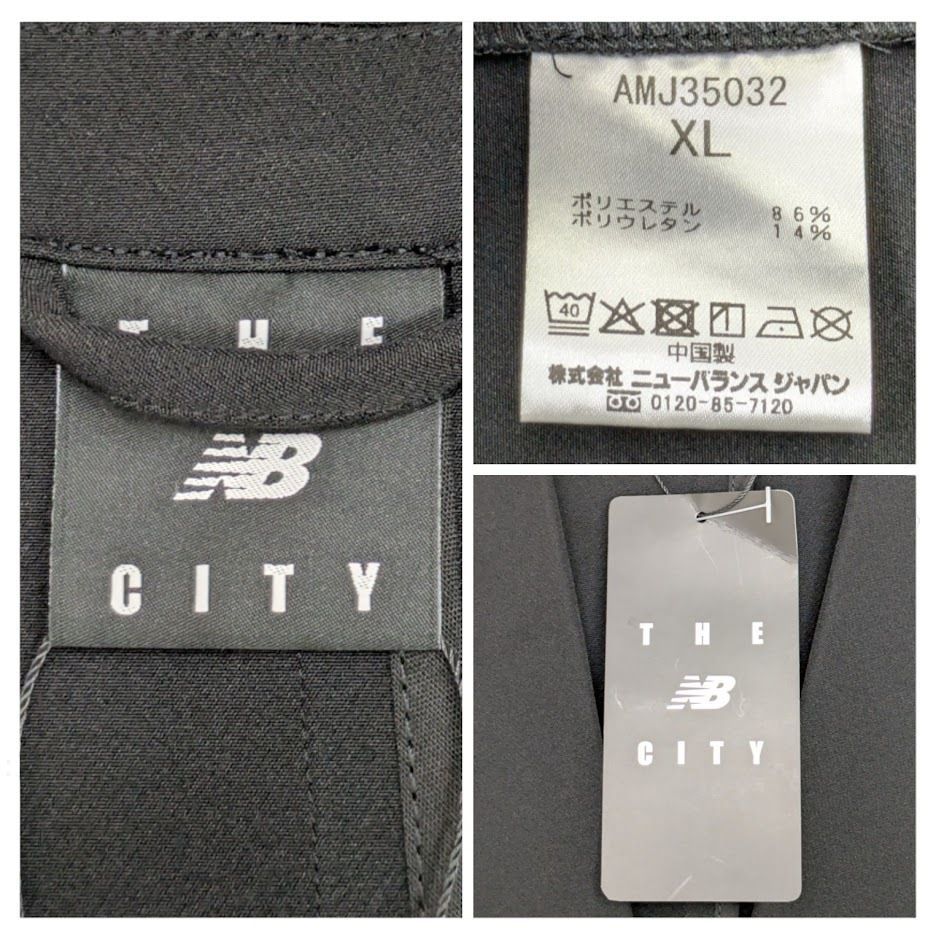 THE
NB
CITY
AMJ35032
XL
ポリエステル 86%
ポリウレタン 14%
40
中国製
株式会社 ニューバランス ジャパン
0120-85-7120
THE
NB
CITY